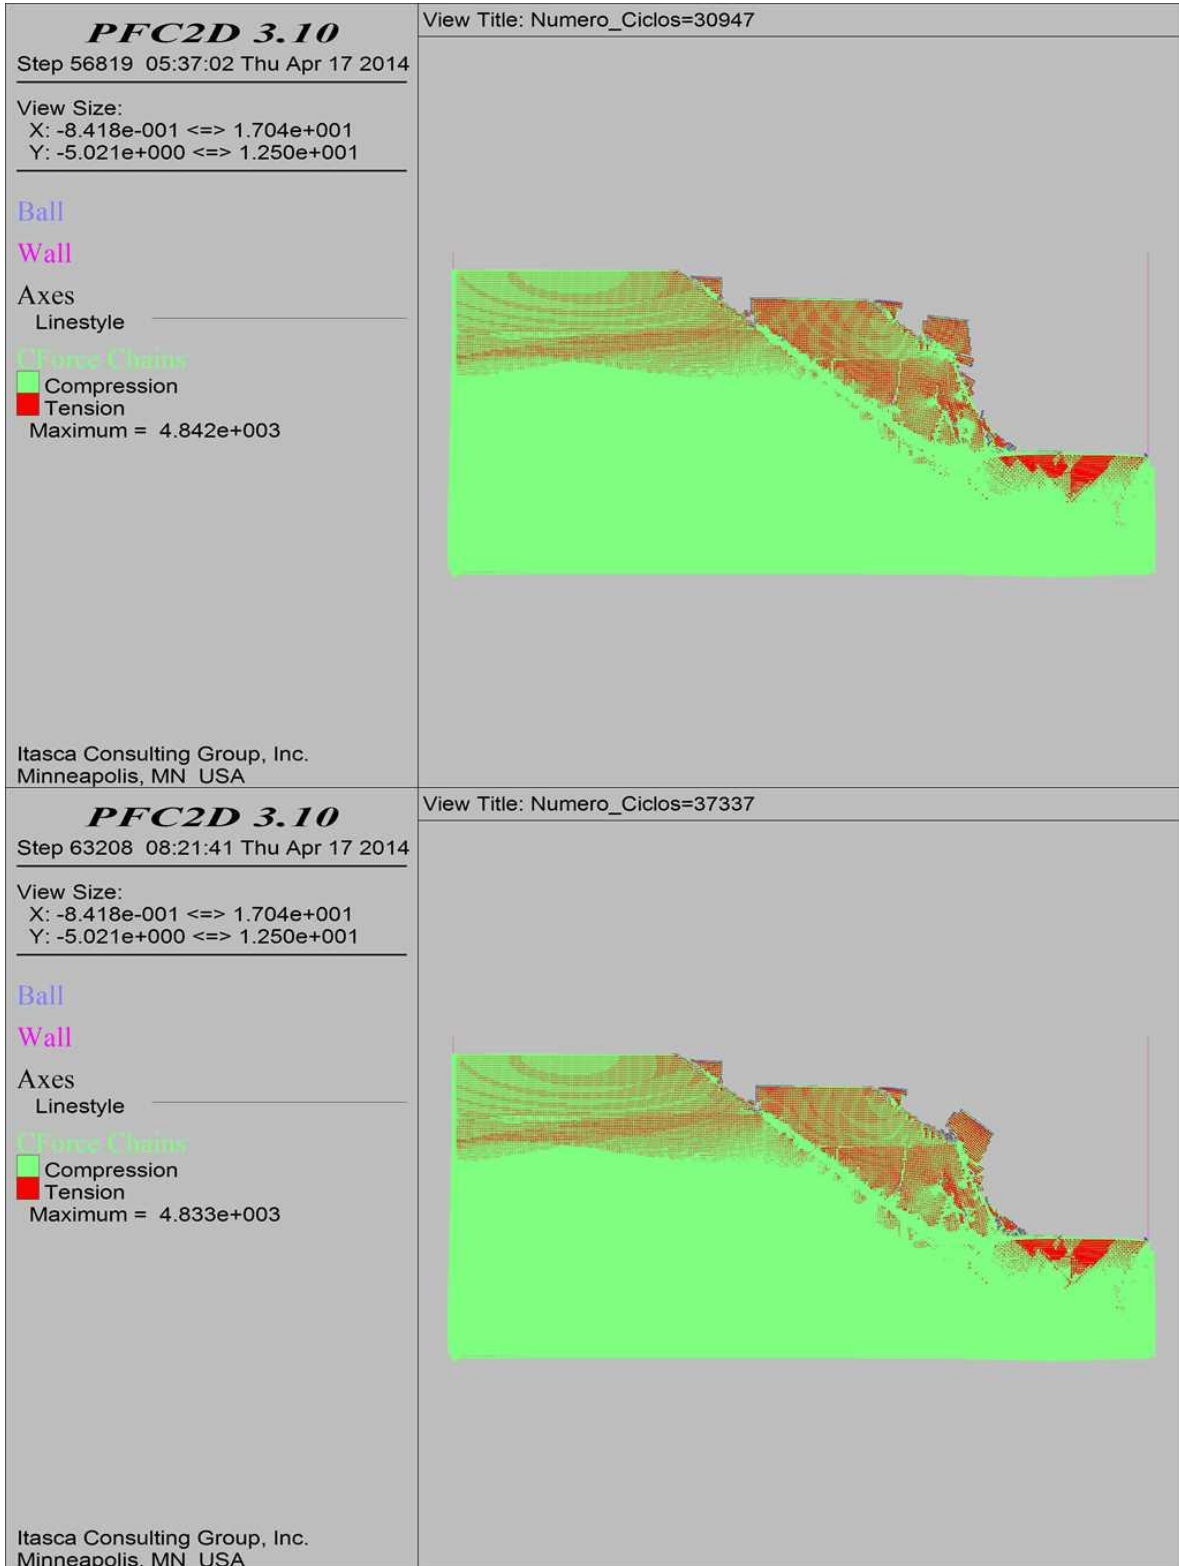 PFC2D 3.10
Step 56819 05:37:02 Thu Apr 17 2014
View Size:
X: -8.418e-001 <=> 1.704e+001
Y: -5.021e+000 <=> 1.250e+001
Ball
Wall
Axes
Linestyle
CForce Chains
Compression
Tension
Maximum = 4.842e+003
Itasca Consulting Group, Inc.
Minneapolis, MN USA
View Title: Numero_Ciclos=30947
PFC2D 3.10
Step 63208 08:21:41 Thu Apr 17 2014
View Size:
X: -8.418e-001 <=> 1.704e+001
Y: -5.021e+000 <=> 1.250e+001
Ball
Wall
Axes
Linestyle
CForce Chains
Compression
Tension
Maximum = 4.833e+003
Itasca Consulting Group, Inc.
Minneapolis, MN USA
View Title: Numero_Ciclos=37337